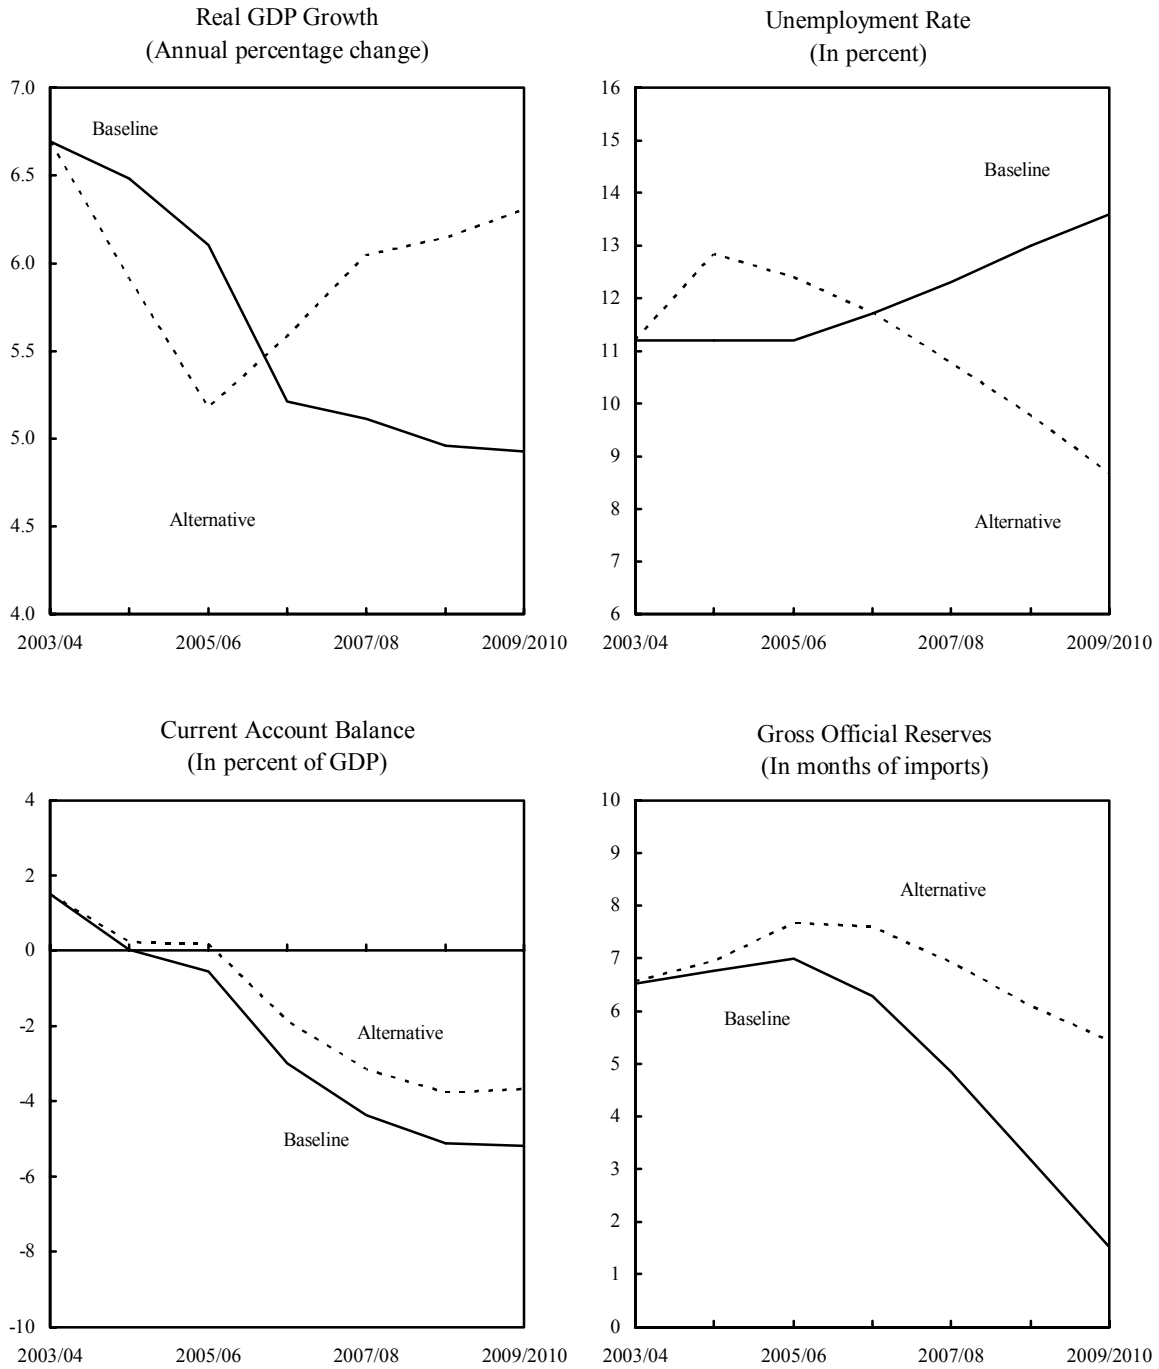 Real GDP Growth
(Annual percentage change)
7.0
Baseline
6.5
6.0
5.5
5.0
4.5
Alternative
4.0
2003/04 2005/06 2007/08 2009/2010
Unemployment Rate
(In percent)
16
15
14
Baseline
13
12
11
10
9
8
Alternative
7
6
2003/04 2005/06 2007/08 2009/2010
Current Account Balance
(In percent of GDP)
4
2
0
-2
Alternative
-4
Baseline
-6
-8
-10
2003/04 2005/06 2007/08 2009/2010
Gross Official Reserves
(In months of imports)
10
9
Alternative
8
7
6
Baseline
5
4
3
2
1
0
2003/04 2005/06 2007/08 2009/2010